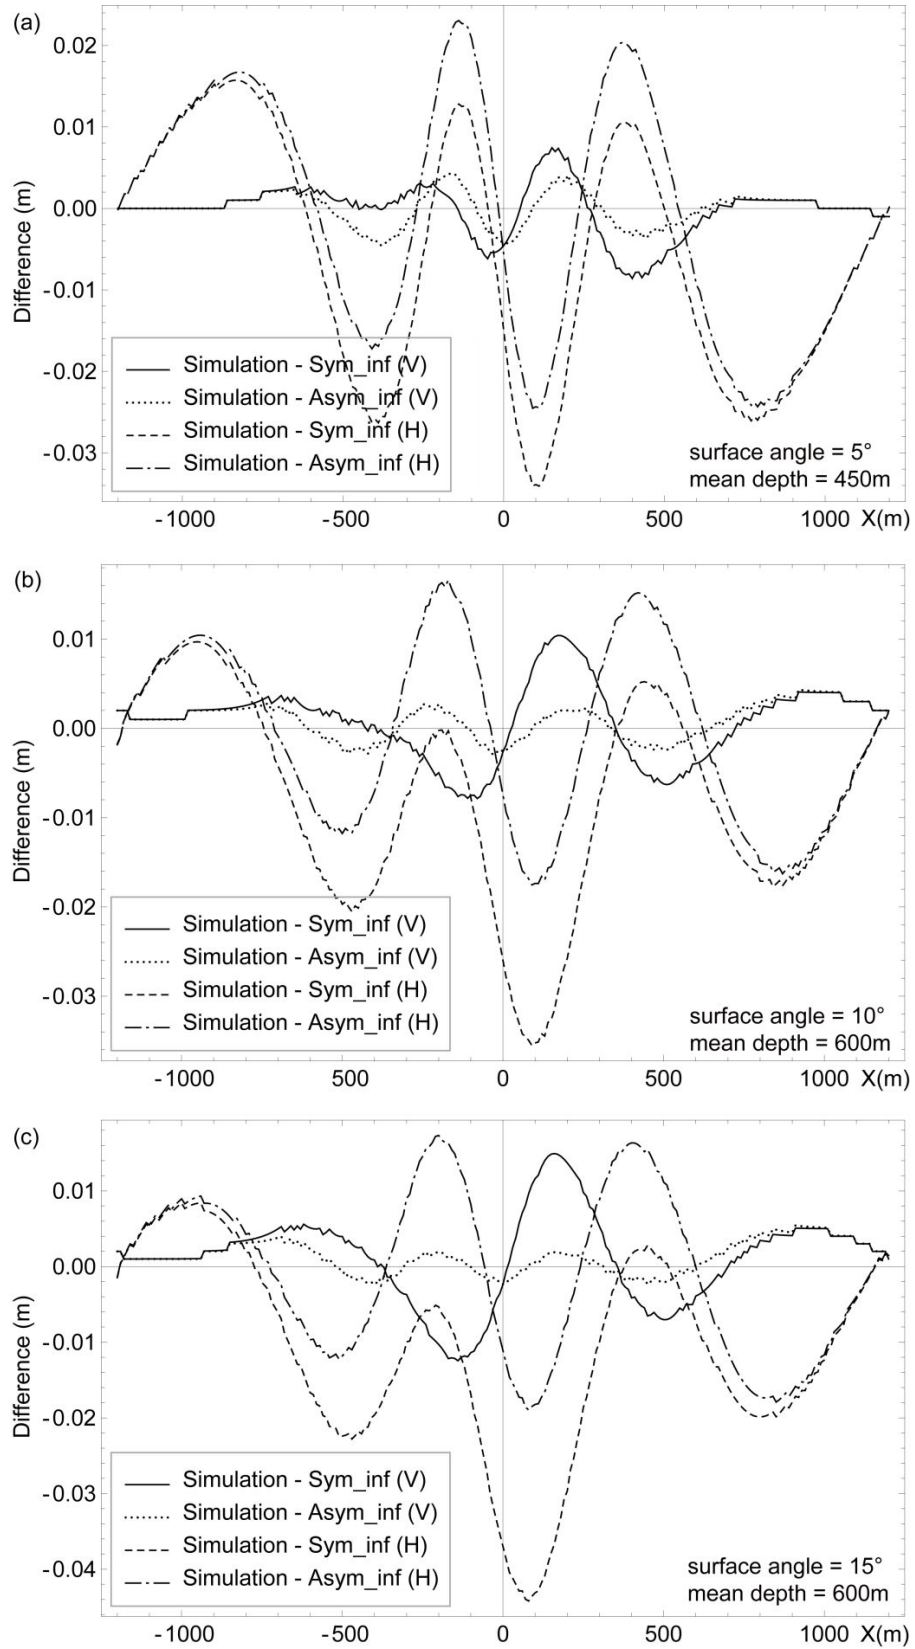 (a)
0.02
0.01
0.00
-0.01
-0.02
-0.03
Difference (m)
Simulation - Sym_inf (V)
Simulation - Asym_inf (V)
Simulation - Sym_inf (H)
Simulation - Asym_inf (H)
surface angle = 5°
mean depth = 450m
-1000 -500 0 500 1000 X(m)
(b)
0.01
0.00
-0.01
-0.02
-0.03
Difference (m)
Simulation - Sym_inf (V)
Simulation - Asym_inf (V)
Simulation - Sym_inf (H)
Simulation - Asym_inf (H)
surface angle = 10°
mean depth = 600m
-1000 -500 0 500 1000 X(m)
(c)
0.01
0.00
-0.01
-0.02
-0.03
-0.04
Difference (m)
Simulation - Sym_inf (V)
Simulation - Asym_inf (V)
Simulation - Sym_inf (H)
Simulation - Asym_inf (H)
surface angle = 15°
mean depth = 600m
-1000 -500 0 500 1000 X(m)